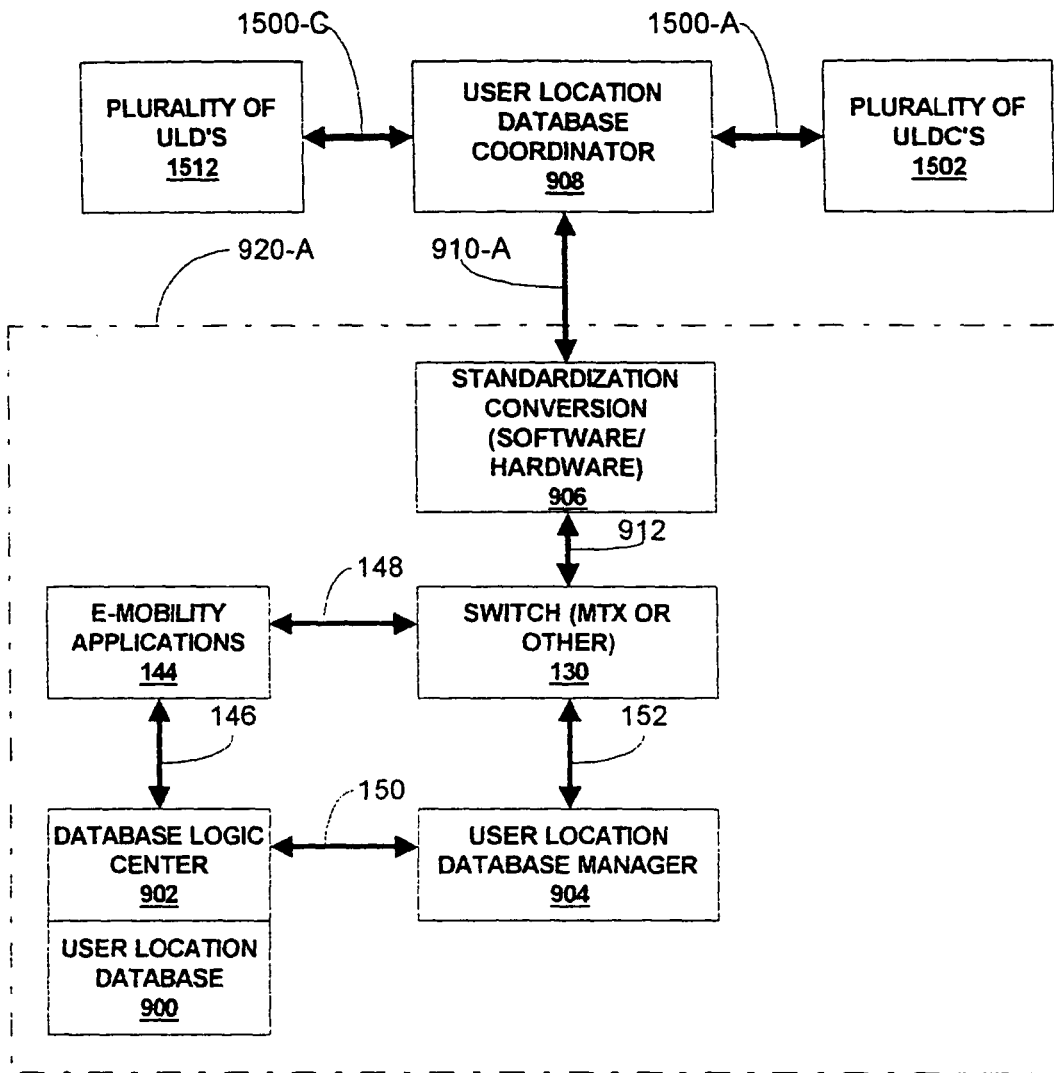 1500-C
1500-A
PLURALITY OF
ULD'S
1512
USER LOCATION
DATABASE
COORDINATOR
908
PLURALITY OF
ULDC'S
1502
920-A
910-A
STANDARDIZATION
CONVERSION
(SOFTWARE/
HARDWARE)
906
912
148
E-MOBILITY
APPLICATIONS
144
SWITCH (MTX OR
OTHER)
130
146
152
150
DATABASE LOGIC
CENTER
902
USER LOCATION
DATABASE MANAGER
904
USER LOCATION
DATABASE
900